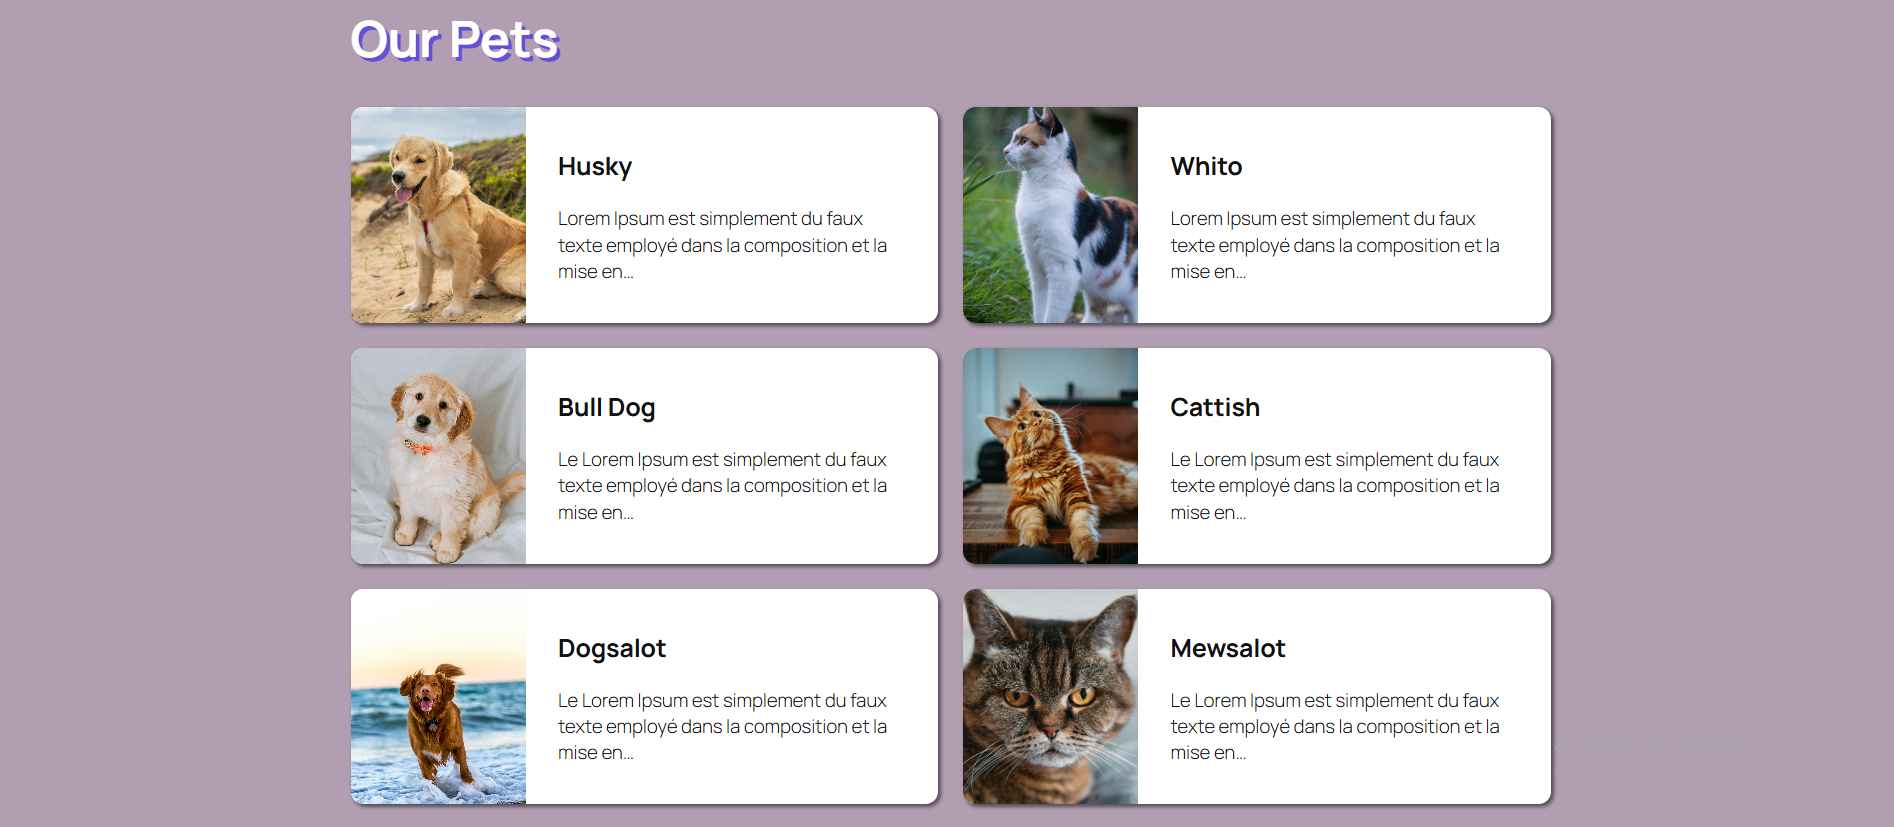 Our Pets
Husky
Lorem Ipsum est simplement du faux
texte employé dans la composition et la
mise en...
Whito
Lorem Ipsum est simplement du faux
texte employé dans la composition et la
mise en...
Bull Dog
Le Lorem Ipsum est simplement du faux
texte employé dans la composition et la
mise en...
Cattish
Le Lorem Ipsum est simplement du faux
texte employé dans la composition et la
mise en...
Dogsalot
Le Lorem Ipsum est simplement du faux
texte employé dans la composition et la
mise en...
Mewsalot
Le Lorem Ipsum est simplement du faux
texte employé dans la composition et la
mise en...